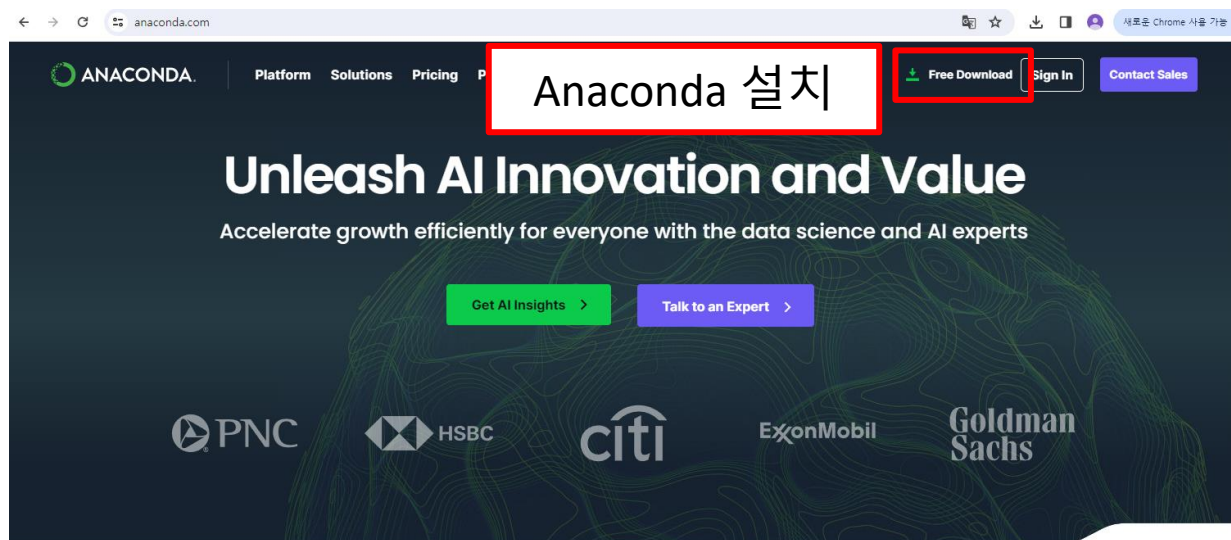 anaconda.com
새로운 Chrome 사용 가능
ANACONDA.
Platform Solutions Pricing
Anaconda 설치
Free Download
Sign In
Contact Sales
Unleash AI Innovation and Value
Accelerate growth efficiently for everyone with the data science and AI experts
Get AI Insights >
Talk to an Expert >
PNC
HSBC
citi
ExxonMobil
Goldman
Sachs